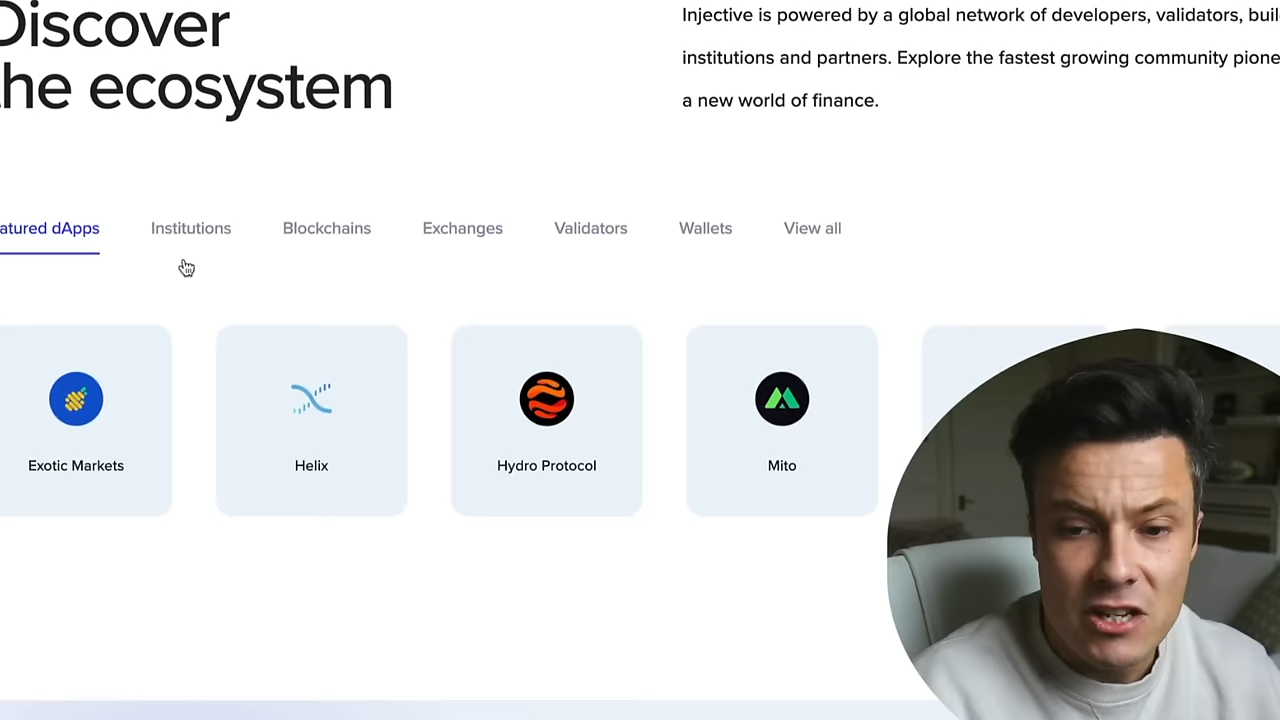 Discover
the ecosystem
Injective is powered by a global network of developers, validators, buil
institutions and partners. Explore the fastest growing community pione
a new world of finance.
atured dApps Institutions Blockchains Exchanges Validators Wallets View all
Exotic Markets Helix Hydro Protocol Mito